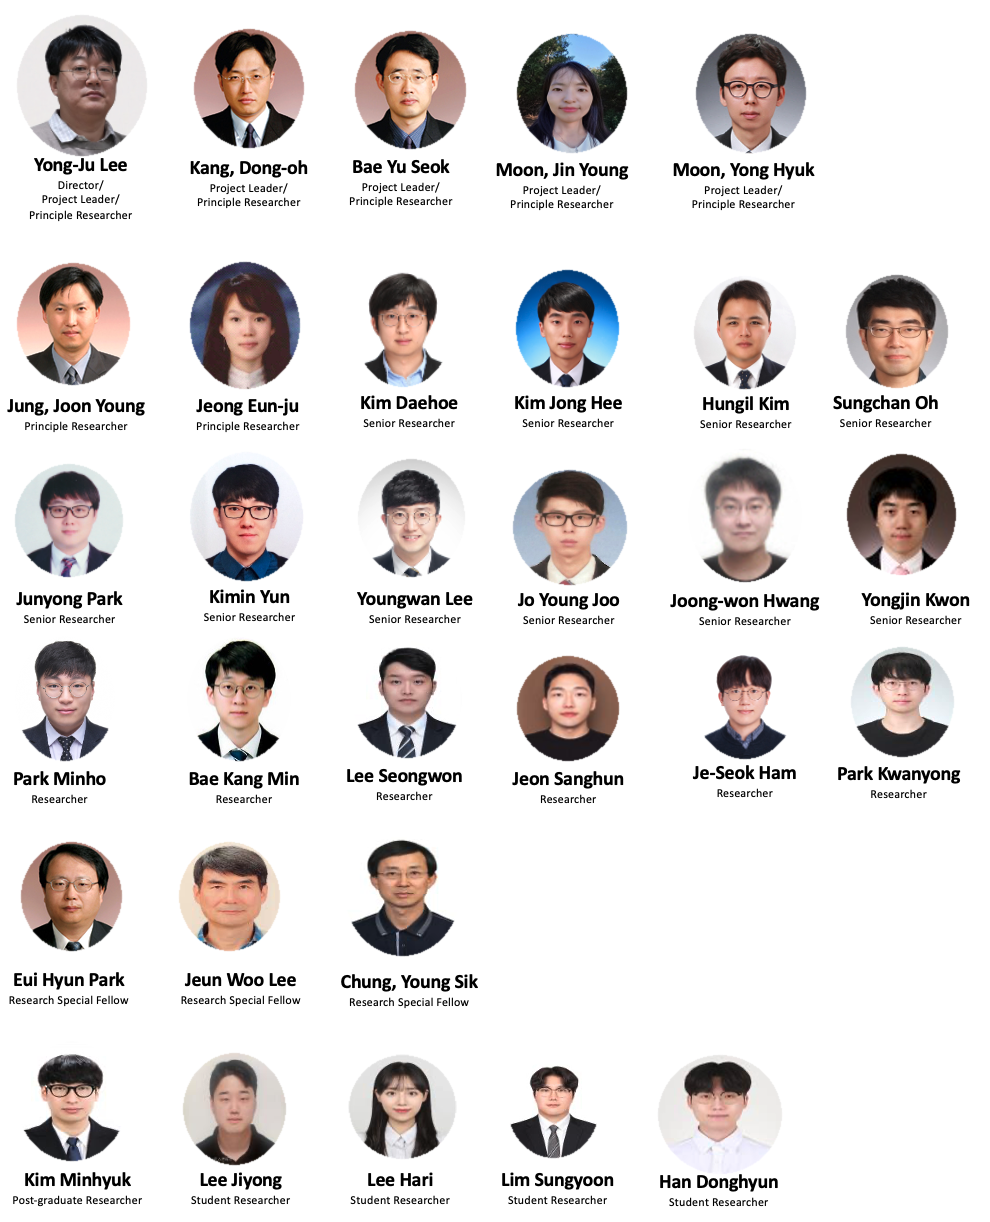 Yong-Ju Lee
Director/
Project Leader/
Principle Researcher
Kang, Dong-oh
Project Leader/
Principle Researcher
Bae Yu Seok
Project Leader/
Principle Researcher
Moon, Jin Young
Project Leader/
Principle Researcher
Moon, Yong Hyuk
Project Leader/
Principle Researcher
Jung, Joon Young
Principle Researcher
Jeong Eun-ju
Principle Researcher
Kim Daehoe
Senior Researcher
Kim Jong Hee
Senior Researcher
Hungil Kim
Senior Researcher
Sungchan Oh
Senior Researcher
Junyong Park
Senior Researcher
Kimin Yun
Senior Researcher
Youngwan Lee
Senior Researcher
Jo Young Joo
Senior Researcher
Joong-won Hwang
Senior Researcher
Yongjin Kwon
Senior Researcher
Park Minho
Researcher
Bae Kang Min
Researcher
Lee Seongwon
Researcher
Jeon Sanghun
Researcher
Je-Seok Ham
Researcher
Park Kwanyong
Researcher
Eui Hyun Park
Research Special Fellow
Jeun Woo Lee
Research Special Fellow
Chung, Young Sik
Research Special Fellow
Kim Minhyuk
Post-graduate Researcher
Lee Jiyong
Student Researcher
Lee Hari
Student Researcher
Lim Sungyoon
Student Researcher
Han Donghyun
Student Researcher